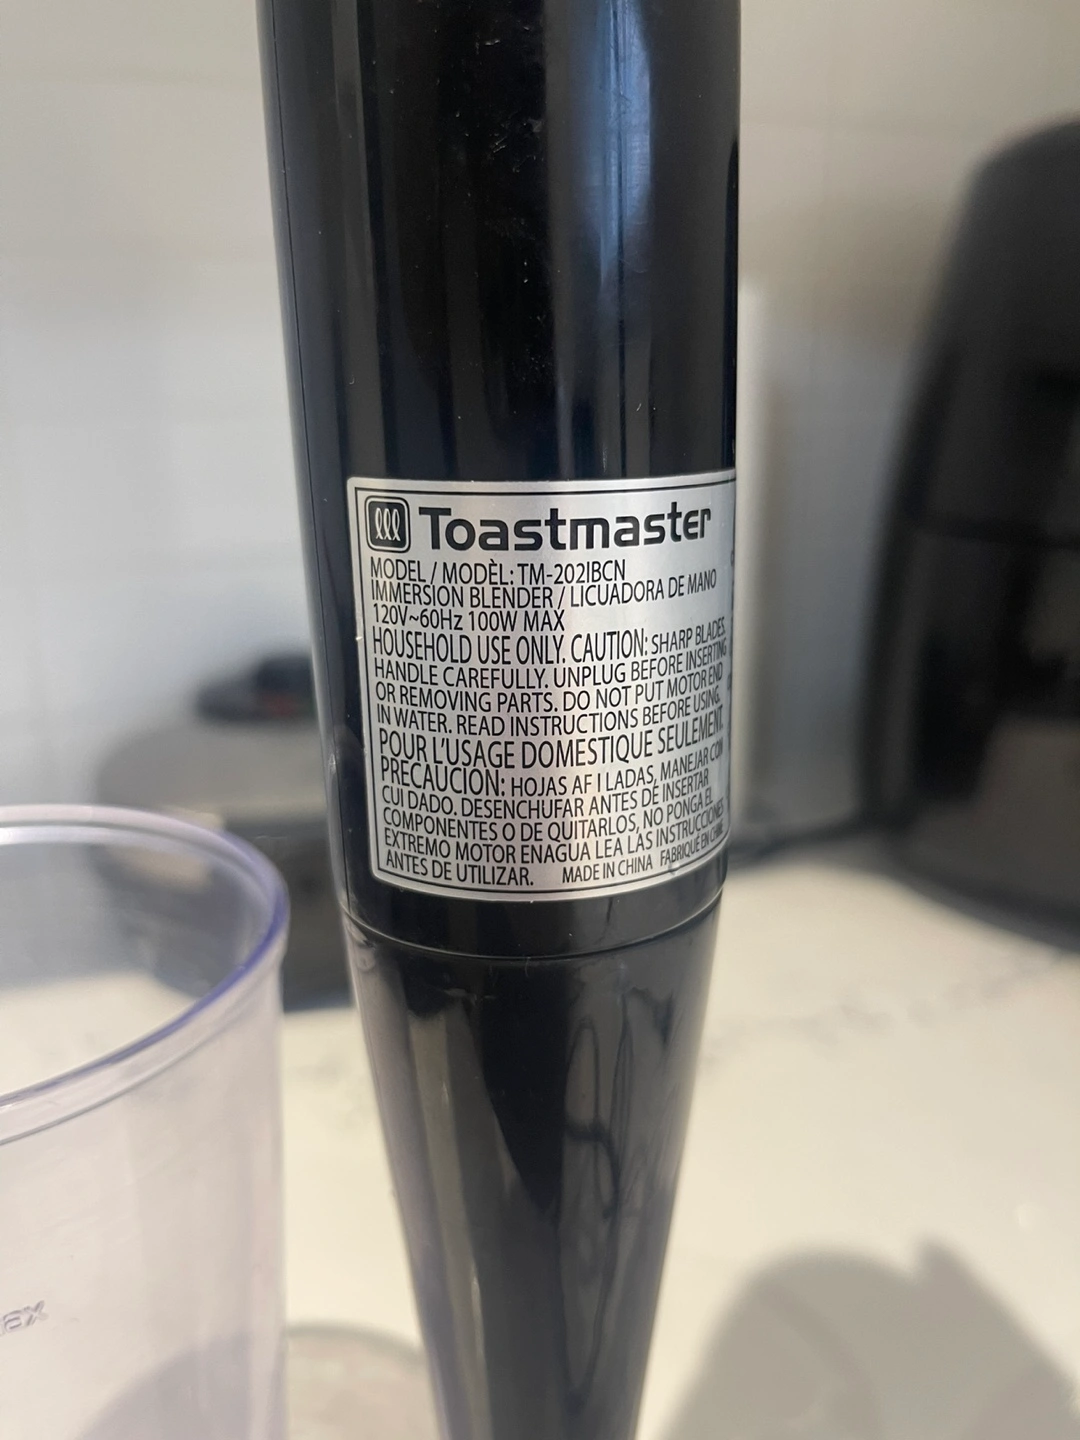 Toastmaster
MODEL / MODÈL: TM-202IBCN
IMMERSION BLENDER / LICUADORA DE MANO
120V~60Hz 100W MAX
HOUSEHOLD USE ONLY. CAUTION: SHARP BLADES.
HANDLE CAREFULLY. UNPLUG BEFORE INSERTING
OR REMOVING PARTS. DO NOT PUT MOTOR END
IN WATER. READ INSTRUCTIONS BEFORE USING.
POUR L'USAGE DOMESTIQUE SEULEMENT.
PRECAUCION: HOJAS AF I LADAS, MANEJAR CON
CUI DADO. DESENCHUFAR ANTES DE INSERTAR
COMPONENTES O DE QUITARLOS, NO PONGA EL
EXTREMO MOTOR ENAGUA LEA LAS INSTRUCCIONES
ANTES DE UTILIZAR. MADE IN CHINA FABRIQUÉ EN CHINE